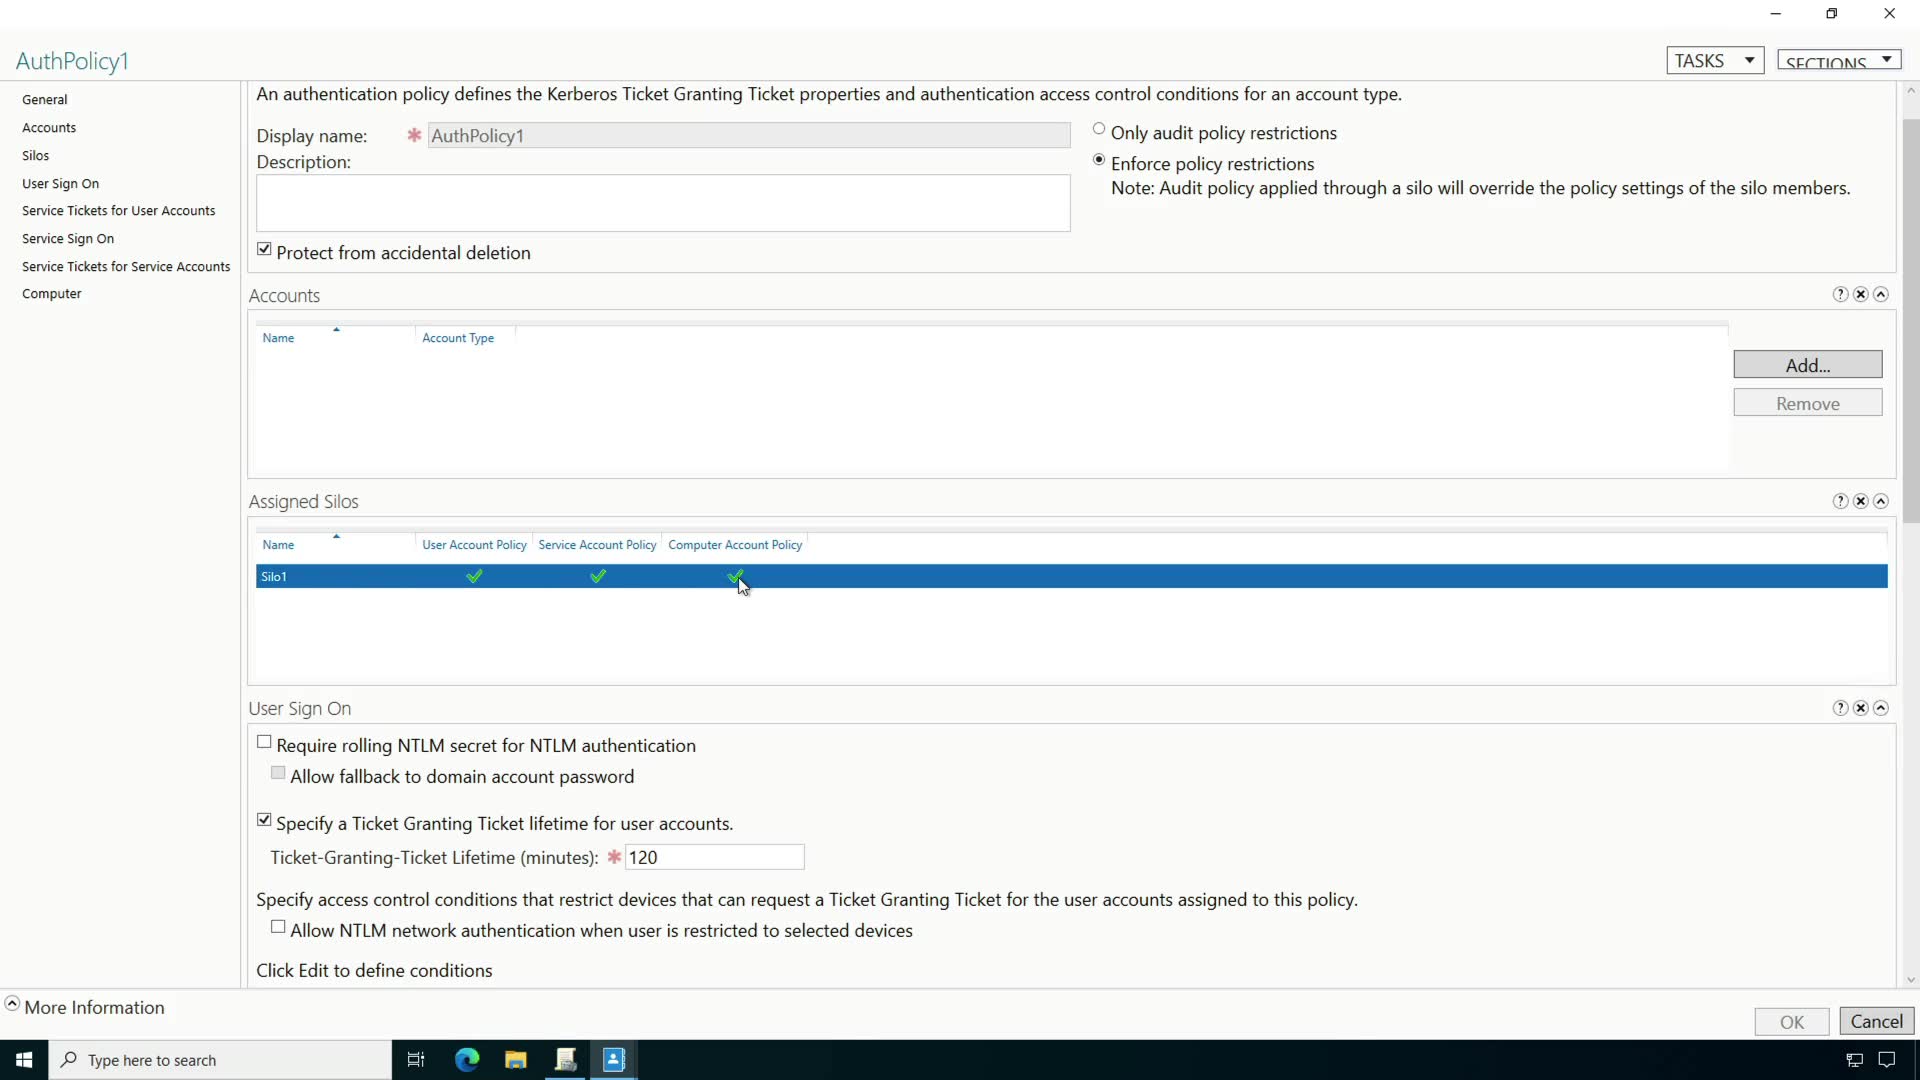 AuthPolicy1
TASKS
SECTIONS
General
Accounts
Silos
User Sign On
Service Tickets for User Accounts
Service Sign On
Service Tickets for Service Accounts
Computer
An authentication policy defines the Kerberos Ticket Granting Ticket properties and authentication access control conditions for an account type.
Display name: * AuthPolicy1
Description:
Protect from accidental deletion
Only audit policy restrictions
Enforce policy restrictions
Note: Audit policy applied through a silo will override the policy settings of the silo members.
Accounts
Name Account Type
Add...
Remove
Assigned Silos
Name User Account Policy Service Account Policy Computer Account Policy
Silo1
User Sign On
Require rolling NTLM secret for NTLM authentication
Allow fallback to domain account password
Specify a Ticket Granting Ticket lifetime for user accounts.
Ticket-Granting-Ticket Lifetime (minutes): * 120
Specify access control conditions that restrict devices that can request a Ticket Granting Ticket for the user accounts assigned to this policy.
Allow NTLM network authentication when user is restricted to selected devices
Click Edit to define conditions
More Information
OK
Cancel
Type here to search